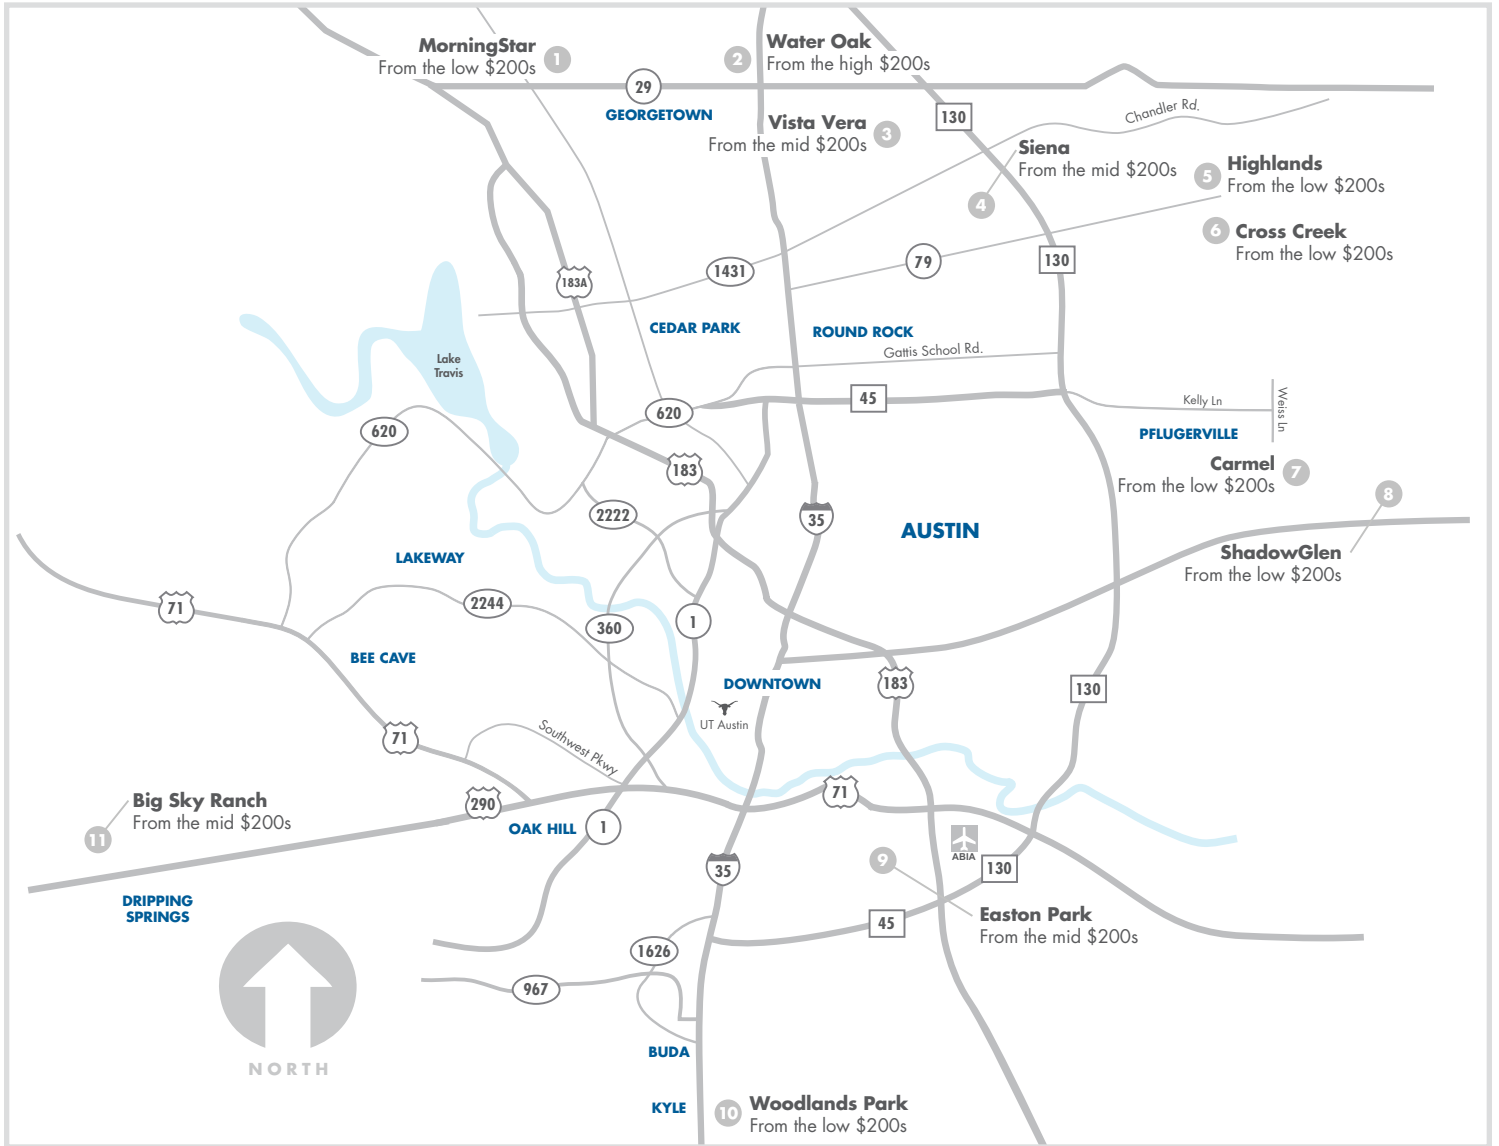 MorningStar
From the low $200s
1
2
Water Oak
From the high $200s
29
GEORGETOWN
130
Chandler Rd.
Vista Vera
From the mid $200s
3
Siena
From the mid $200s
4
5
Highlands
From the low $200s
6
Cross Creek
From the low $200s
183A
1431
79
130
CEDAR PARK
ROUND ROCK
Gattis School Rd.
Lake
Travis
620
620
45
Kelly Ln
Weiss Ln
PFLUGERVILLE
183
Carmel
From the low $200s
7
8
2222
35
AUSTIN
ShadowGlen
From the low $200s
LAKEWAY
71
2244
360
1
BEE CAVE
DOWNTOWN
183
130
UT Austin
71
Southwest Pkwy
290
71
Big Sky Ranch
From the mid $200s
11
OAK HILL
1
ABIA
130
35
9
DRIPPING
SPRINGS
45
Easton Park
From the mid $200s
1626
967
NORTH
BUDA
KYLE
10
Woodlands Park
From the low $200s